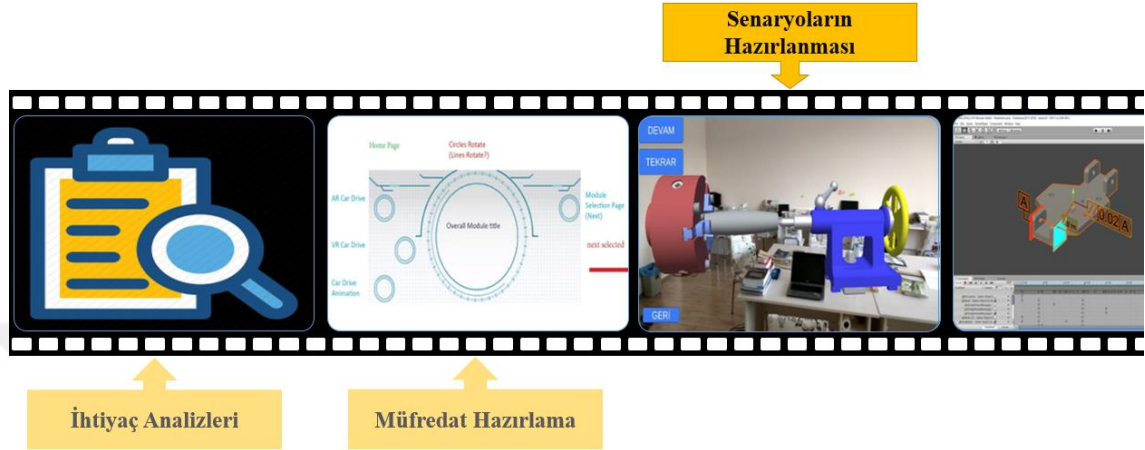 Senaryoların
Hazırlanması
Home Page
Circles Rotate
(Lines Rotate?)
AR Car Drive
Module
Selection Page
(Next)
Overall Module title
VR Car Drive
next selected
Car Drive
Animation
DEVAM
TEKRAR
GERİ
A
0.02 A
İhtiyaç Analizleri
Müfredat Hazırlama